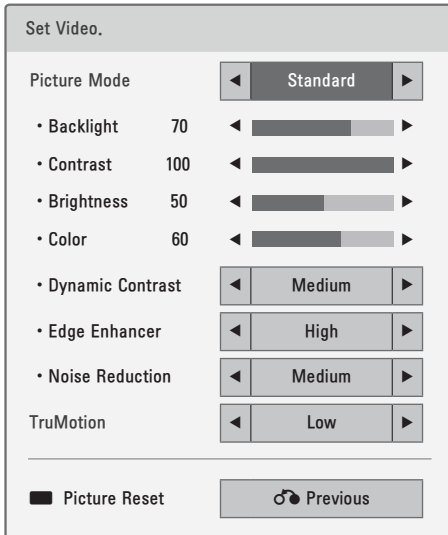 Set Video.
Picture Mode ◀ Standard ▶
• Backlight 70 ◀ ▶
• Contrast 100 ◀ ▶
• Brightness 50 ◀ ▶
• Color 60 ◀ ▶
• Dynamic Contrast ◀ Medium ▶
• Edge Enhancer ◀ High ▶
• Noise Reduction ◀ Medium ▶
TruMotion ◀ Low ▶
Picture Reset Previous